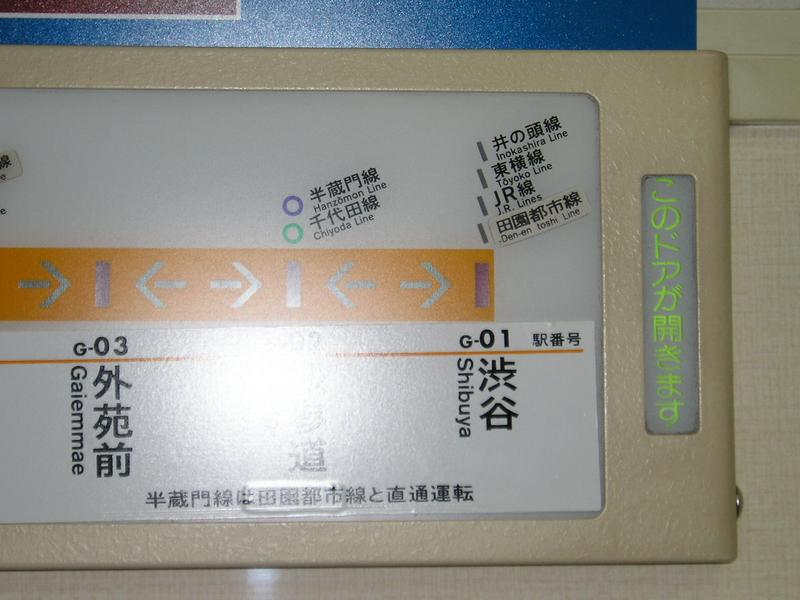 線
井の頭線
Inokashira Line
東横線
Tōyoko Line
JR線
J.R. Lines
田園都市線
-Den-en toshi Line
半蔵門線
Hanzōmon Line
千代田線
Chiyoda Line
G-03
外苑前
Gaiemmae
参道
G-01
駅番号
渋谷
Shibuya
半蔵門線は田園都市線と直通運転
このドアが開きます